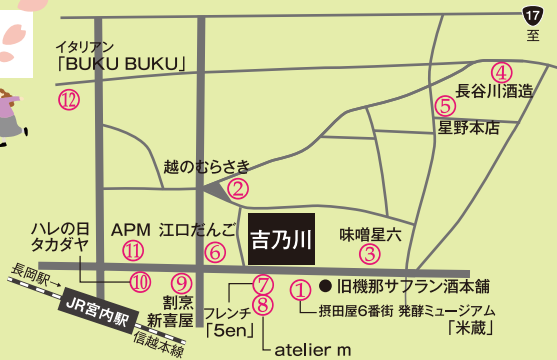 17
至
イタリアン
「BUKU BUKU」
⑫
④
長谷川酒造
⑤
星野本店
越のむらさき
②
ハレの日
タカダヤ
APM
⑪
江口だんご
⑥
吉乃川
味噌星六
③
長岡駅→
JR宮内駅
信越本線
⑩
⑨
割烹
新喜屋
⑦
フレンチ
「5en」
⑧
atelier m
①
●旧機那サフラン酒本舗
摂田屋6番街 発酵ミュージアム
「米蔵」